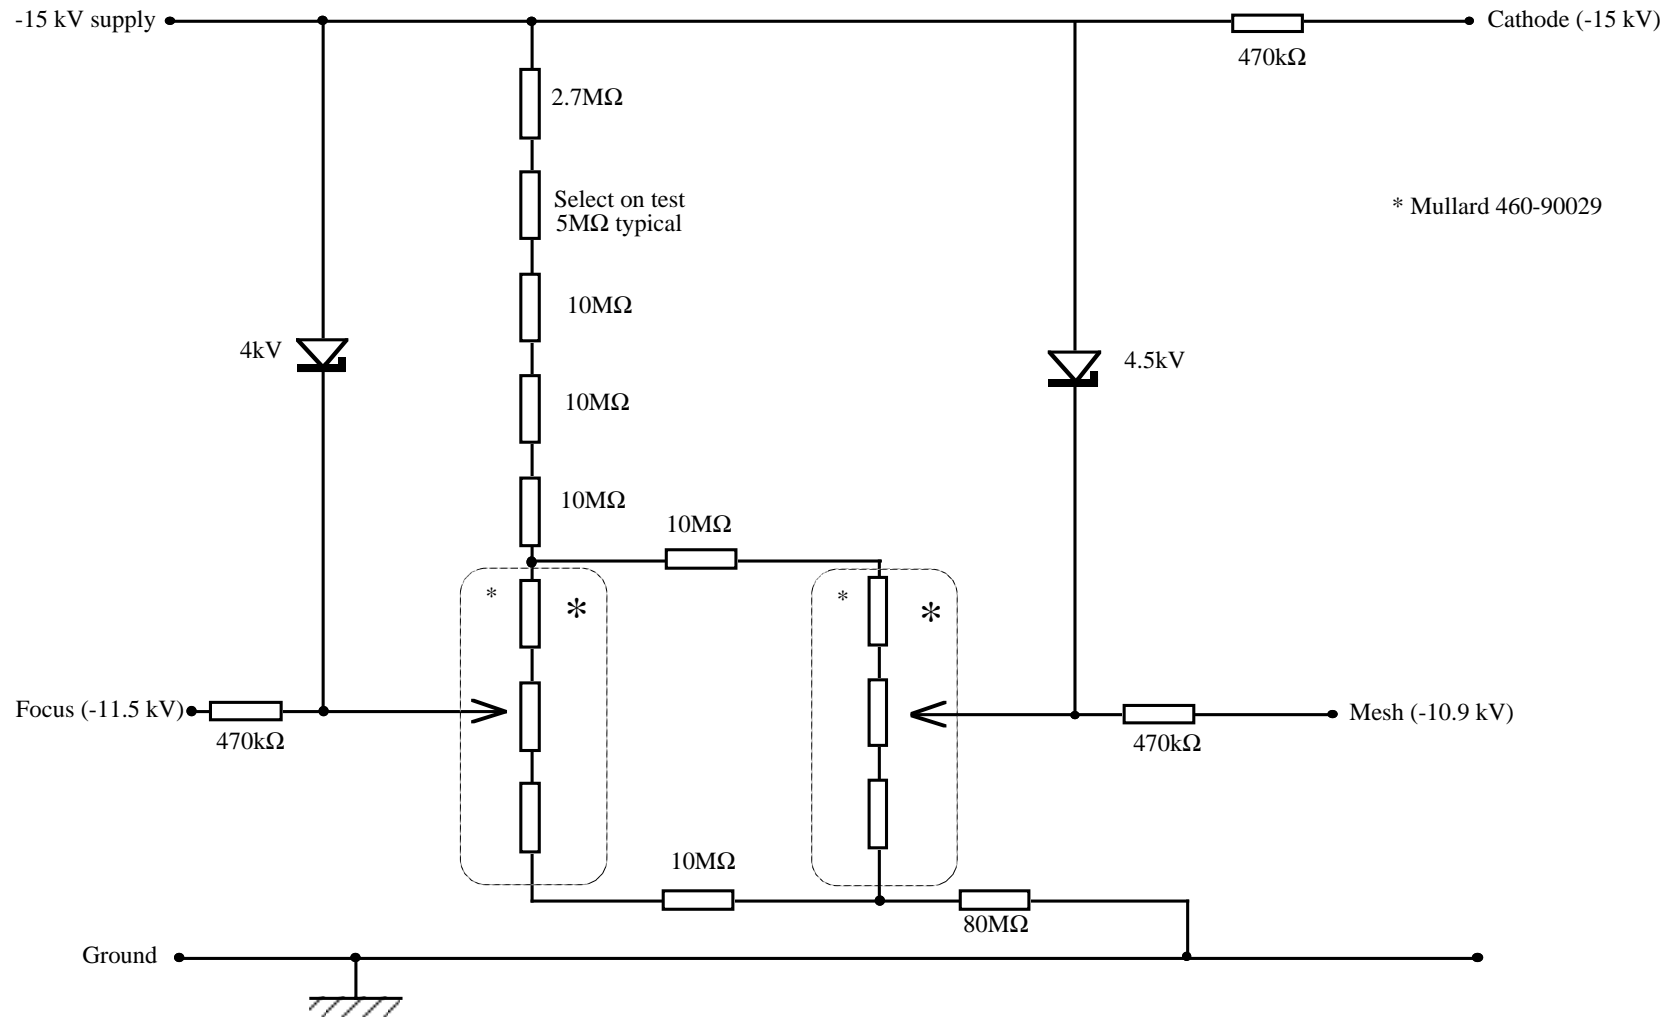 -15 kV supply
Cathode (-15 kV)
470kΩ
2.7MΩ
Select on test
5MΩ typical
* Mullard 460-90029
10MΩ
4kV
4.5kV
10MΩ
10MΩ
10MΩ
* *
* *
Focus (-11.5 kV)
470kΩ
Mesh (-10.9 kV)
470kΩ
10MΩ
80MΩ
Ground